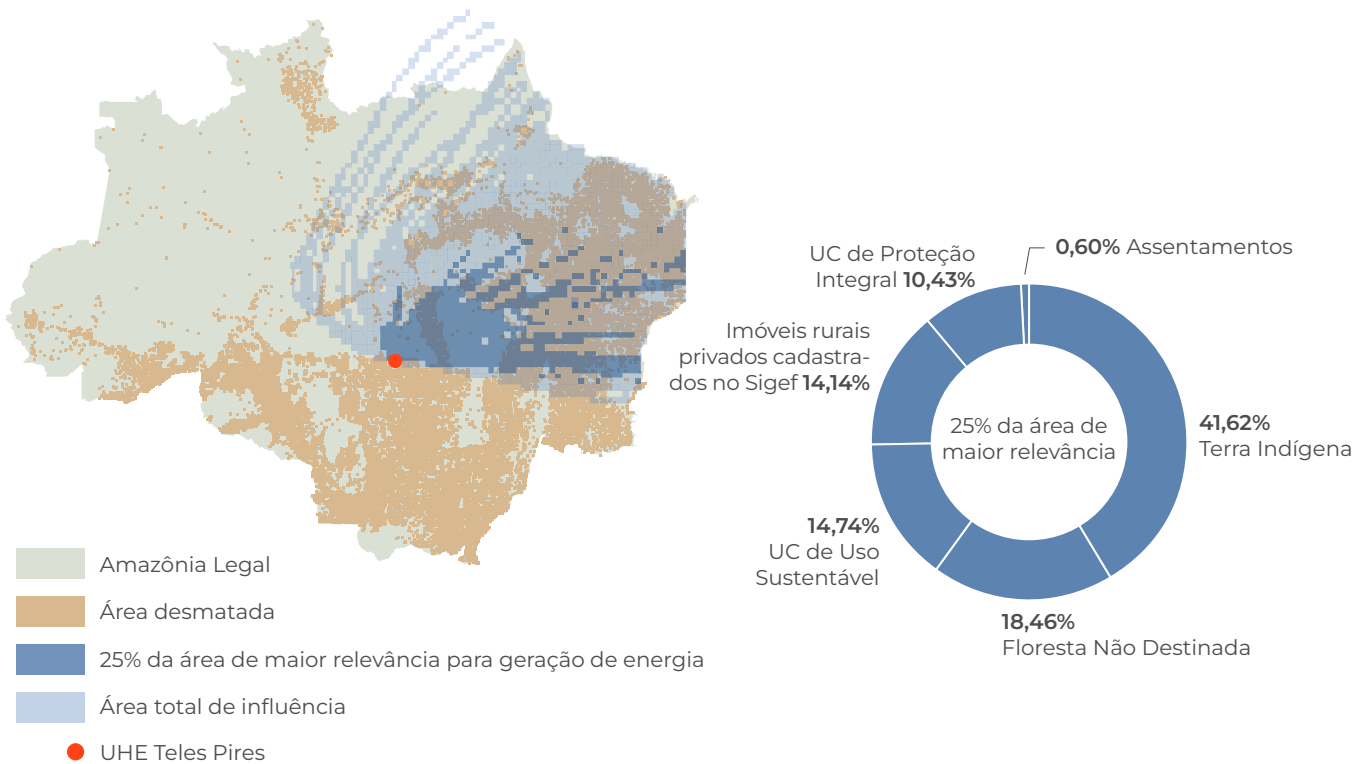 Amazônia Legal
Área desmatada
25% da área de maior relevância para geração de energia
Área total de influência
UHE Teles Pires
0,60% Assentamentos
UC de Proteção
Integral 10,43%
Imóveis rurais
privados cadastra-
dos no Sigef 14,14%
25% da área de
maior relevância
41,62%
Terra Indígena
14,74%
UC de Uso
Sustentável
18,46%
Floresta Não Destinada